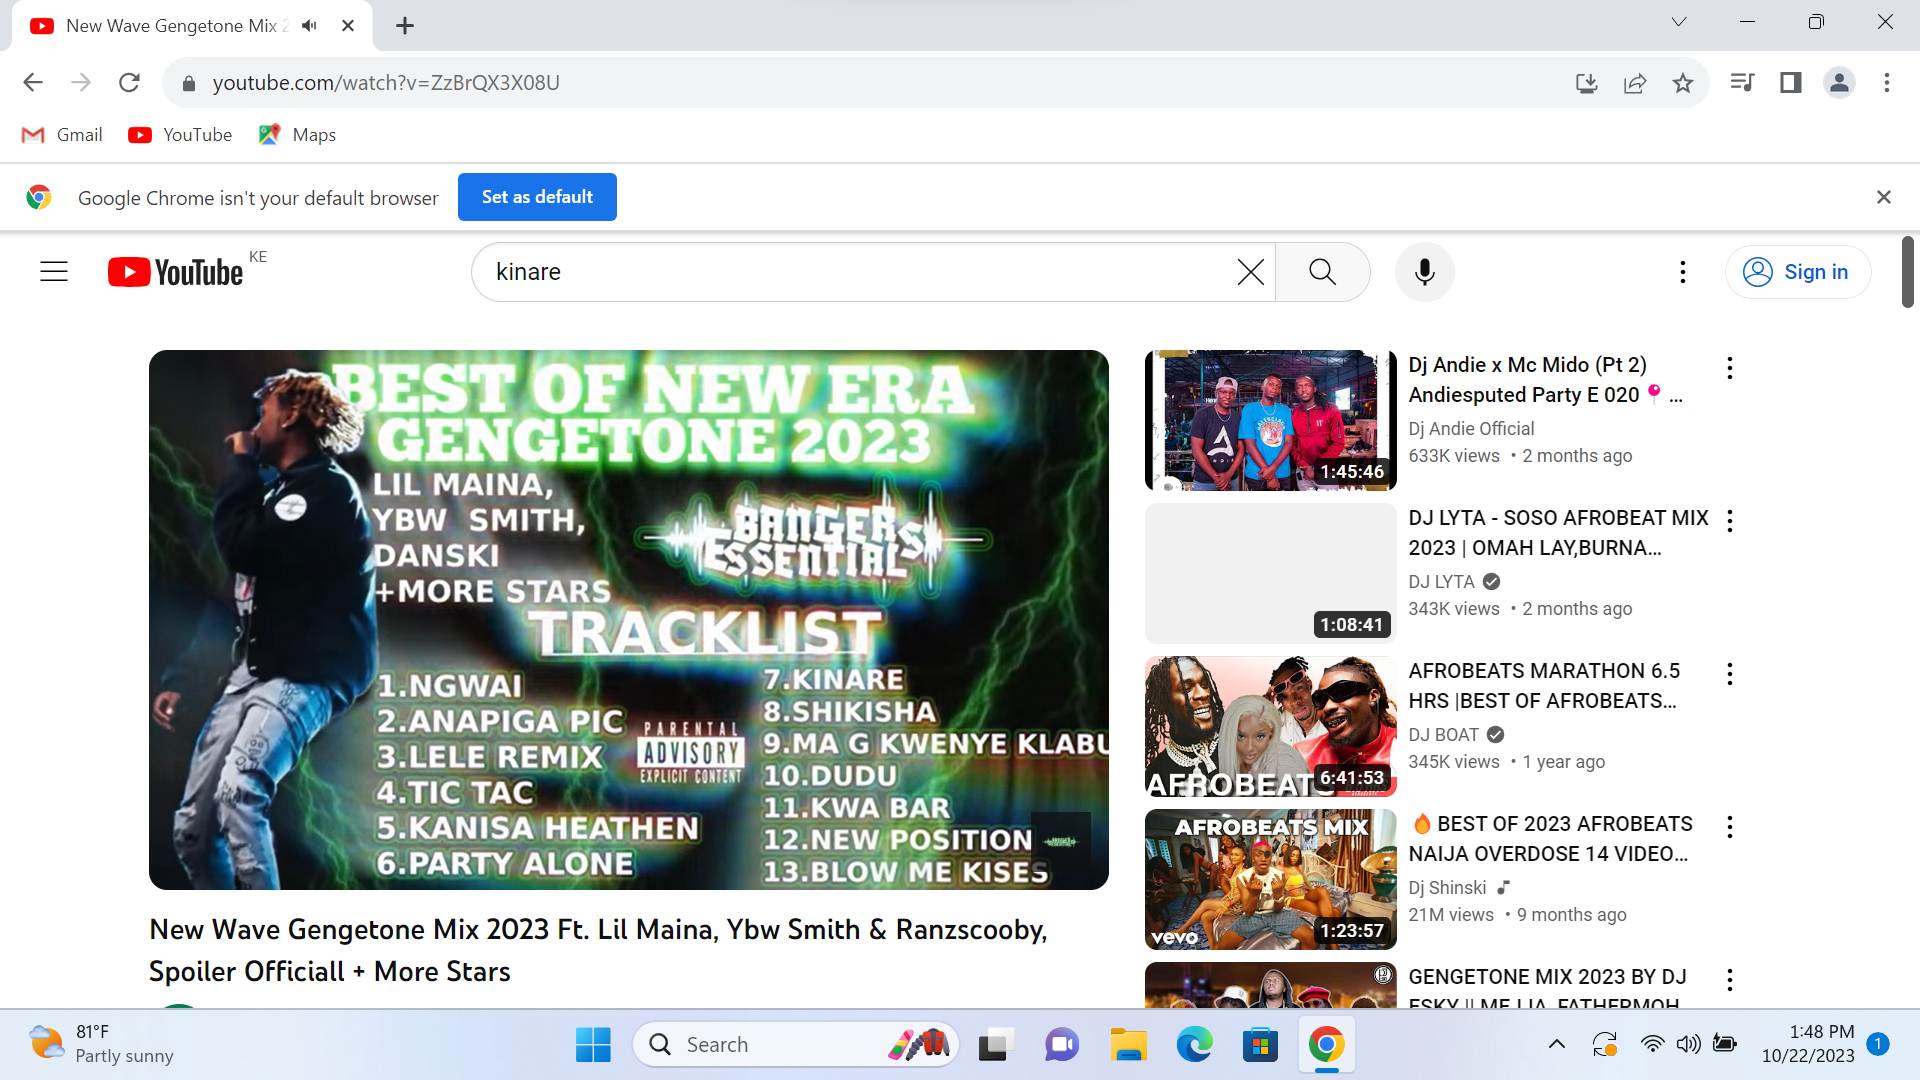 New Wave Gengetone Mix 2
youtube.com/watch?v=ZzBrQX3X08U
Gmail
YouTube
Maps
Google Chrome isn't your default browser
Set as default
YouTube KE
kinare
Sign in
BEST OF NEW ERA
GENGETONE 2023
LIL MAINA,
YBW SMITH,
DANSKI
+MORE STARS
BANGERS
ESSENTIAL
TRACKLIST
1.NGWAI
2.ANAPIGA PIC
3.LELE REMIX
4.TIC TAC
5.KANISA HEATHEN
6.PARTY ALONE
PARENTAL
ADVISORY
EXPLICIT CONTENT
7.KINARE
8.SHIKISHA
9.MA G KWENYE KLABU
10.DUDU
11.KWA BAR
12.NEW POSITION
13.BLOW ME KISES
New Wave Gengetone Mix 2023 Ft. Lil Maina, Ybw Smith & Ranzscooby,
Spoiler Officiall + More Stars
1:45:46
Dj Andie x Mc Mido (Pt 2)
Andiesputed Party E 020 📍 ...
Dj Andie Official
633K views • 2 months ago
1:08:41
DJ LYTA - SOSO AFROBEAT MIX
2023 | OMAH LAY,BURNA...
DJ LYTA
343K views • 2 months ago
AFROBEATS
6:41:53
AFROBEATS MARATHON 6.5
HRS |BEST OF AFROBEATS...
DJ BOAT
345K views • 1 year ago
AFROBEATS MIX
vevo
1:23:57
🔥 BEST OF 2023 AFROBEATS
NAIJA OVERDOSE 14 VIDEO...
Dj Shinski
21M views • 9 months ago
GENGETONE MIX 2023 BY DJ
ESKY || MEJJA, FATHERMOH
81°F
Partly sunny
Search
1:48 PM
10/22/2023
1